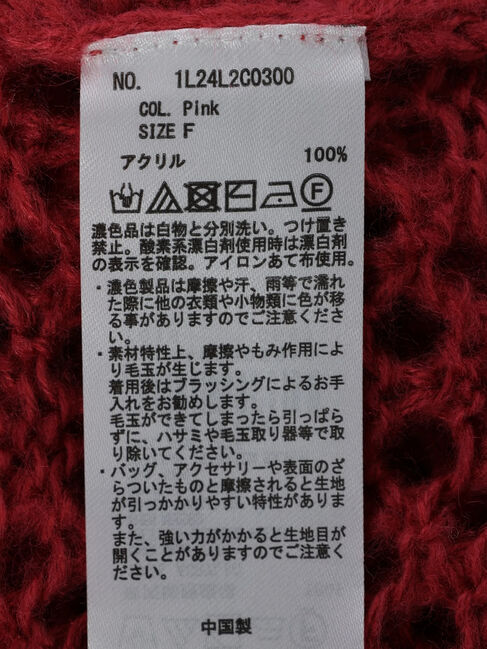 NO. 1L24L2C0300
COL. Pink
SIZE F
アクリル 100%
濃色品は白物と分別洗い。つけ置き
禁止。酸素系漂白剤使用時は漂白剤
の表示を確認。アイロンあて布使用。
・濃色製品は摩擦や汗、雨等で濡れ
た際に他の衣類や小物類に色が移
る事がありますのでご注意くださ
い。
・素材特性上、摩擦やもみ作用によ
り毛玉が生じます。
着用後はブラッシングによるお手
入れをお勧めします。
毛玉ができてしまったら引っぱら
ずに、ハサミや毛玉取り器等で取
り除いてください。
・バッグ、アクセサリーや表面のざ
らついたものと摩擦されると生地
が引っかかりやすい特性がありま
す。
また、強い力がかかると生地目が
開くことがありますのでご注意く
ださい。
中国製